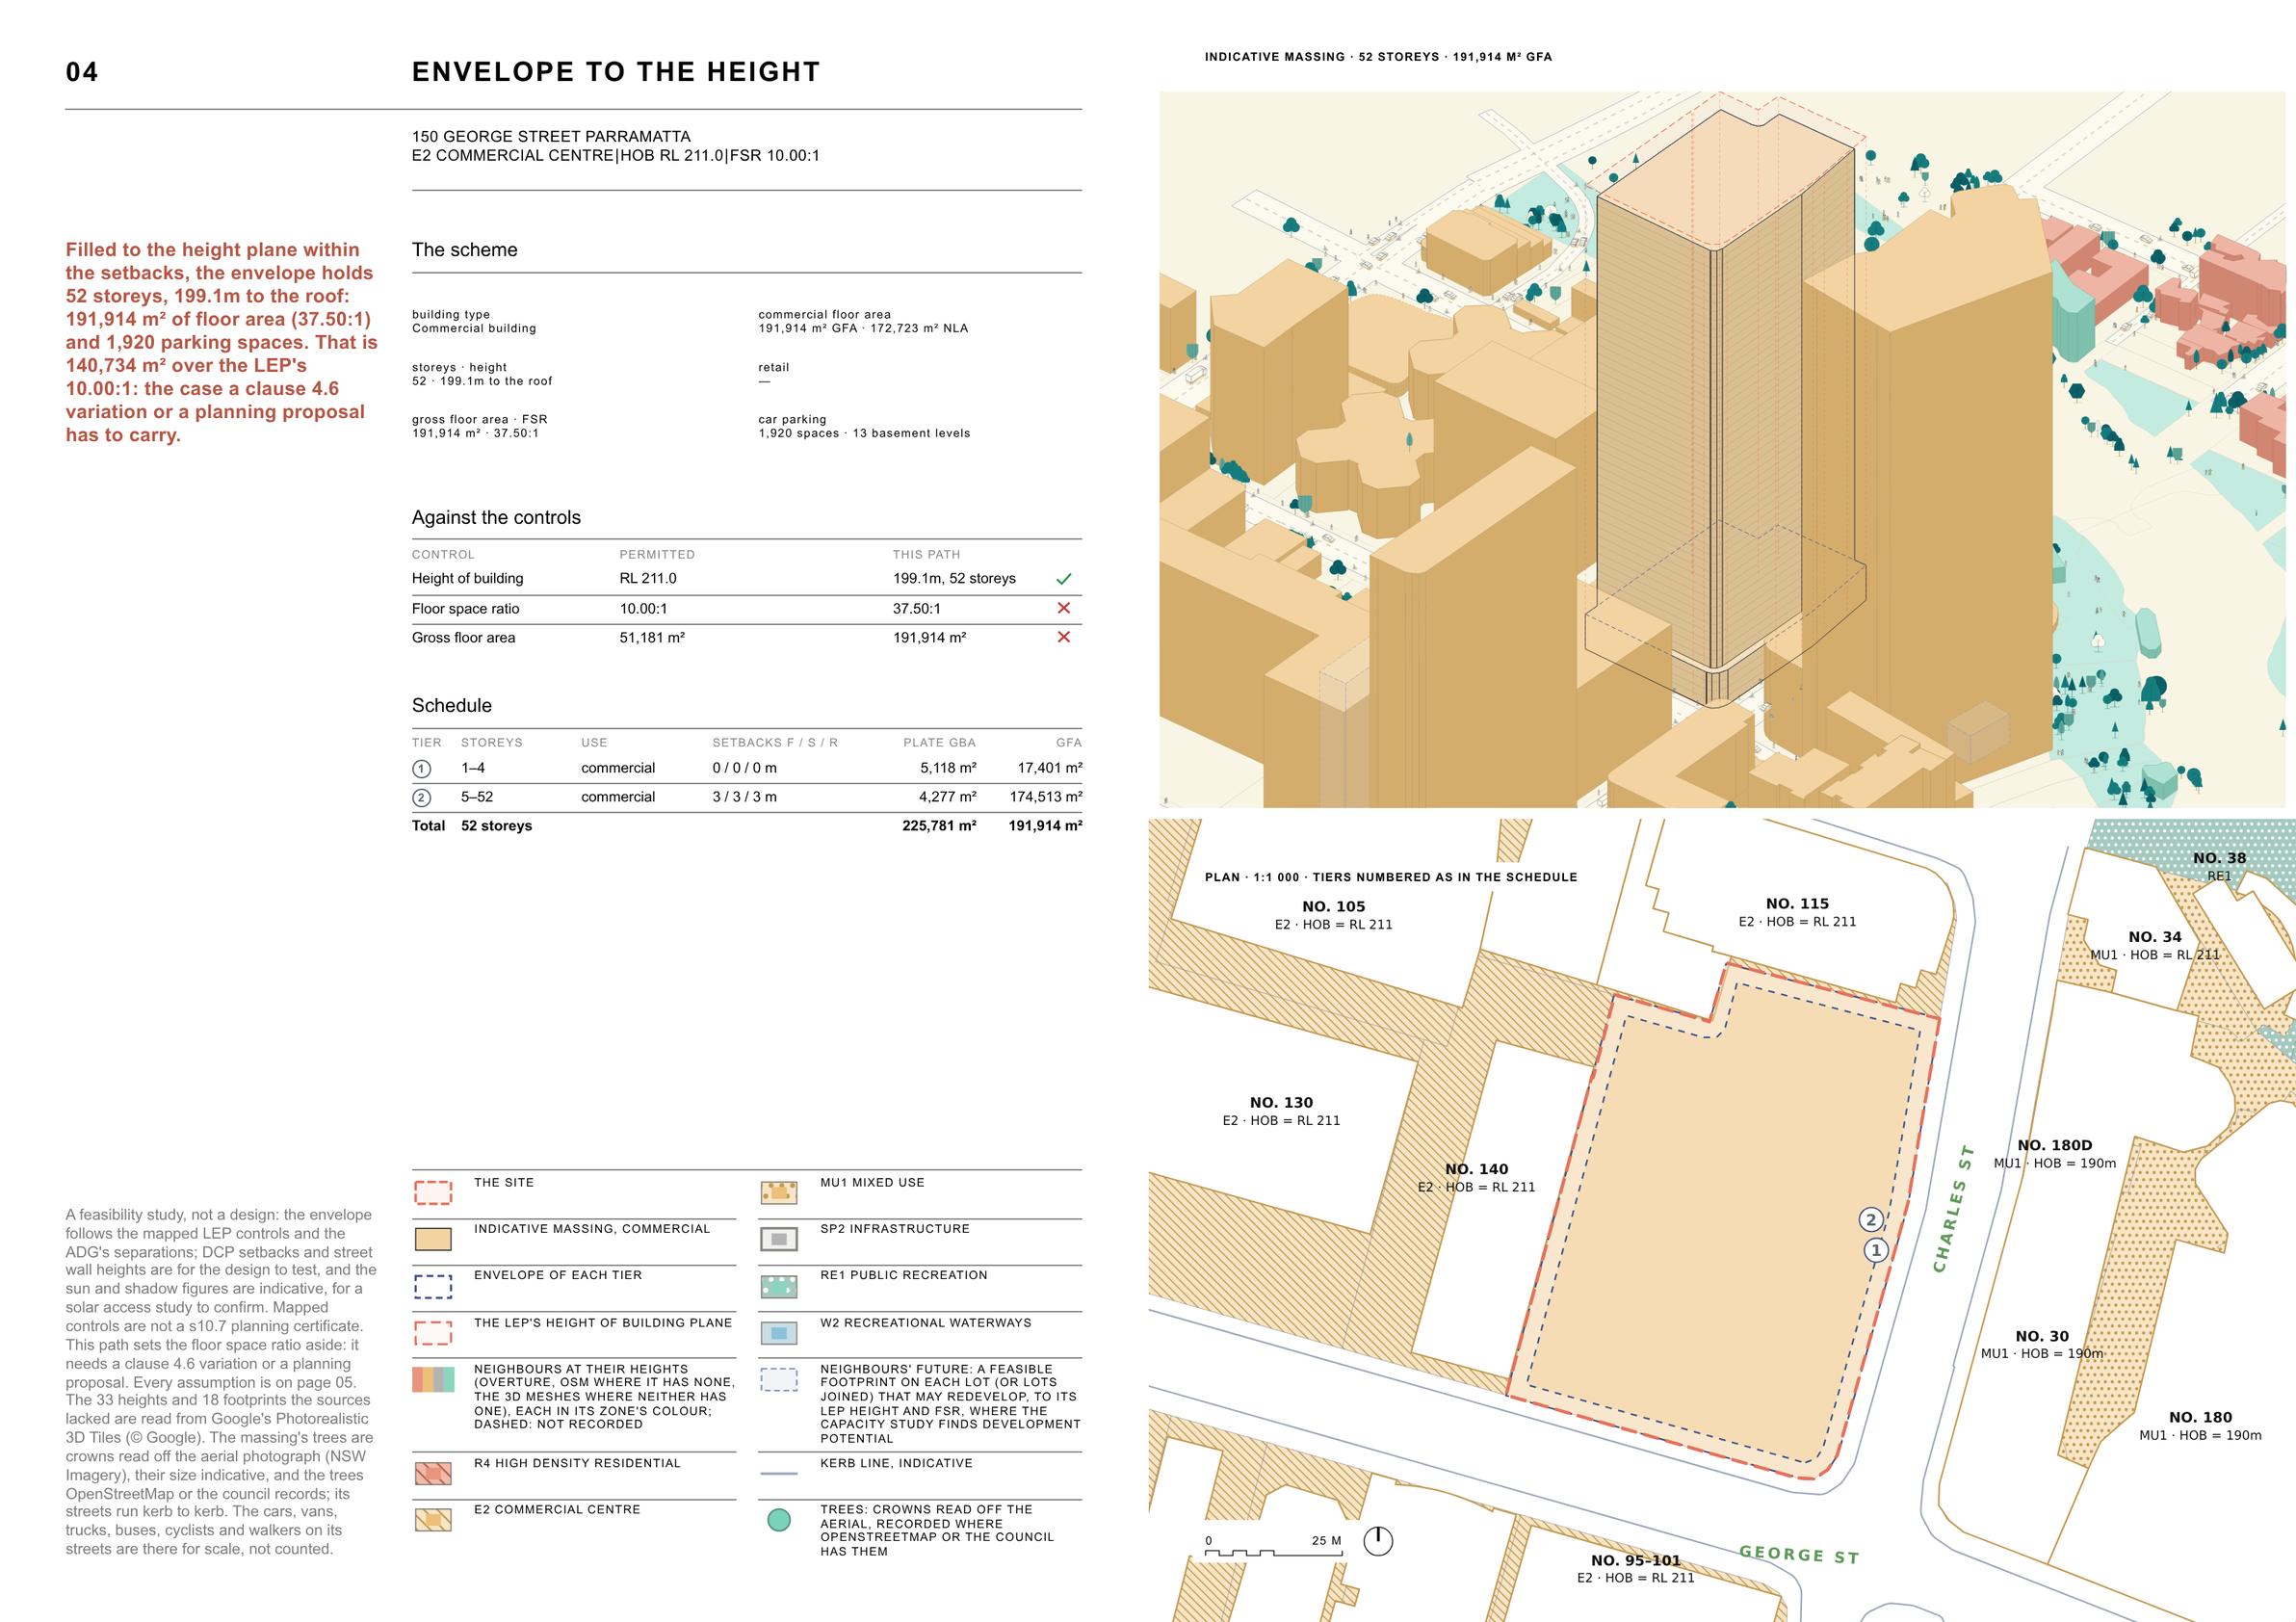 04
ENVELOPE TO THE HEIGHT
150 GEORGE STREET PARRAMATTA
E2 COMMERCIAL CENTRE|HOB RL 211.0|FSR 10.00:1
Filled to the height plane within
the setbacks, the envelope holds
52 storeys, 199.1m to the roof:
191,914 m² of floor area (37.50:1)
and 1,920 parking spaces. That is
140,734 m² over the LEP's
10.00:1: the case a clause 4.6
variation or a planning proposal
has to carry.
The scheme
building type
Commercial building
commercial floor area
191,914 m² GFA · 172,723 m² NLA
storeys · height
52 · 199.1m to the roof
retail
—
gross floor area · FSR
191,914 m² · 37.50:1
car parking
1,920 spaces · 13 basement levels
Against the controls
CONTROL PERMITTED THIS PATH
Height of building RL 211.0 199.1m, 52 storeys ✓
Floor space ratio 10.00:1 37.50:1 ✕
Gross floor area 51,181 m² 191,914 m² ✕
Schedule
TIER STOREYS USE SETBACKS F / S / R PLATE GBA GFA
1 1–4 commercial 0 / 0 / 0 m 5,118 m² 17,401 m²
2 5–52 commercial 3 / 3 / 3 m 4,277 m² 174,513 m²
Total 52 storeys 225,781 m² 191,914 m²
A feasibility study, not a design: the envelope
follows the mapped LEP controls and the
ADG's separations; DCP setbacks and street
wall heights are for the design to test, and the
sun and shadow figures are indicative, for a
solar access study to confirm. Mapped
controls are not a s10.7 planning certificate.
This path sets the floor space ratio aside: it
needs a clause 4.6 variation or a planning
proposal. Every assumption is on page 05.
The 33 heights and 18 footprints the sources
lacked are read from Google's Photorealistic
3D Tiles (© Google). The massing's trees are
crowns read off the aerial photograph (NSW
Imagery), their size indicative, and the trees
OpenStreetMap or the council records; its
streets run kerb to kerb. The cars, vans,
trucks, buses, cyclists and walkers on its
streets are there for scale, not counted.
THE SITE
INDICATIVE MASSING, COMMERCIAL
ENVELOPE OF EACH TIER
THE LEP'S HEIGHT OF BUILDING PLANE
NEIGHBOURS AT THEIR HEIGHTS
(OVERTURE, OSM WHERE IT HAS NONE,
THE 3D MESHES WHERE NEITHER HAS
ONE), EACH IN ITS ZONE'S COLOUR;
DASHED: NOT RECORDED
R4 HIGH DENSITY RESIDENTIAL
E2 COMMERCIAL CENTRE
MU1 MIXED USE
SP2 INFRASTRUCTURE
RE1 PUBLIC RECREATION
W2 RECREATIONAL WATERWAYS
NEIGHBOURS' FUTURE: A FEASIBLE
FOOTPRINT ON EACH LOT (OR LOTS
JOINED) THAT MAY REDEVELOP, TO ITS
LEP HEIGHT AND FSR, WHERE THE
CAPACITY STUDY FINDS DEVELOPMENT
POTENTIAL
KERB LINE, INDICATIVE
TREES: CROWNS READ OFF THE
AERIAL, RECORDED WHERE
OPENSTREETMAP OR THE COUNCIL
HAS THEM
INDICATIVE MASSING · 52 STOREYS · 191,914 M² GFA
PLAN · 1:1 000 · TIERS NUMBERED AS IN THE SCHEDULE
NO. 38
RE1
NO. 105
E2 · HOB = RL 211
NO. 115
E2 · HOB = RL 211
NO. 34
MU1 · HOB = RL 211
NO. 130
E2 · HOB = RL 211
NO. 140
E2 · HOB = RL 211
NO. 180D
MU1 · HOB = 190m
CHARLES ST
2
1
NO. 30
MU1 · HOB = 190m
NO. 180
MU1 · HOB = 190m
0 25 M
GEORGE ST
NO. 95-101
E2 · HOB = RL 211